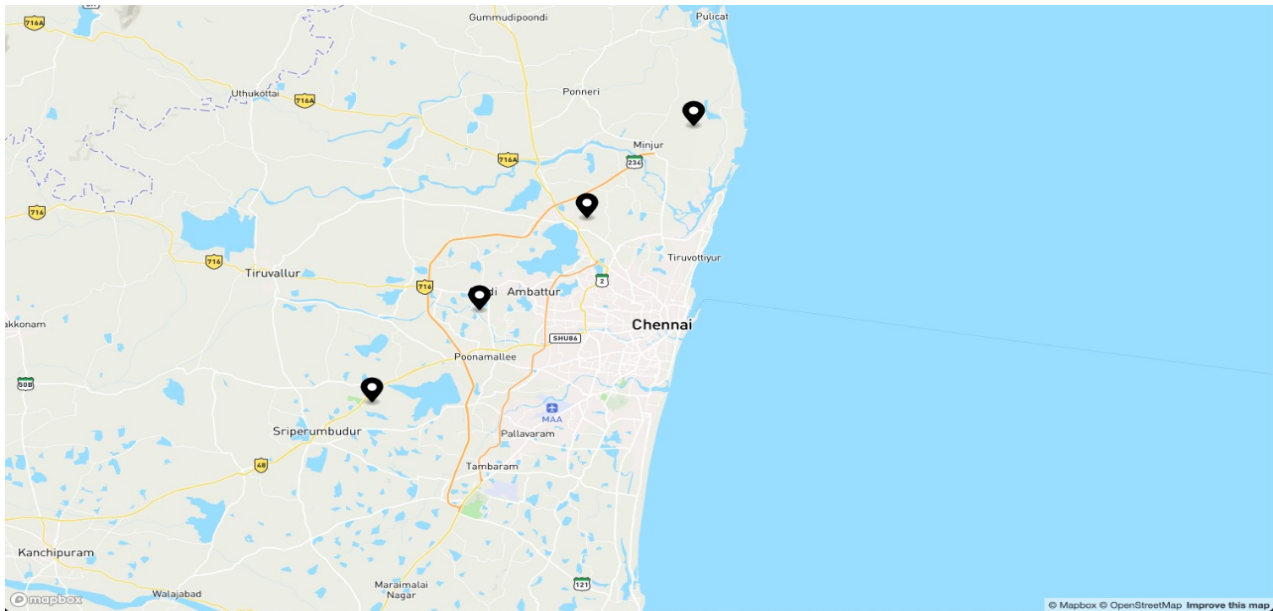 716A
Gummudipoondi
Pulicat
Uthukottai
716A
Ponneri
Minjur
716A
234
716
716
Tiruvallur
Tiruvottiyur
716
2
Ambattur
akkonam
Chennai
SHU86
Poonamallee
50B
MAA
Sriperumbudur
Pallavaram
48
Tambaram
Kanchipuram
121
Maraimalai
Nagar
Walajabad
mapbox
© Mapbox © OpenStreetMap Improve this map